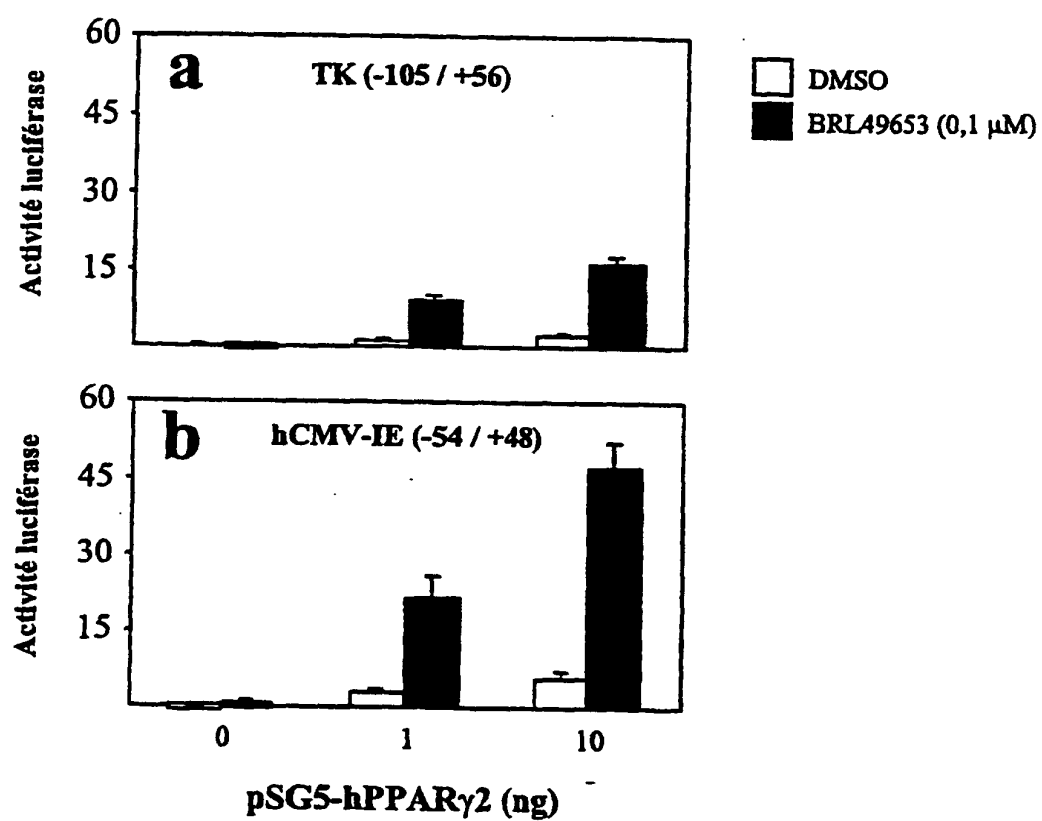 60
45
30
15
Activité luciférase
a
TK (-105 / +56)
DMSO
BRL49653 (0,1 µM)
60
45
30
15
Activité luciférase
b
hCMV-IE (-54 / +48)
0 1 10
pSG5-hPPARγ2 (ng)